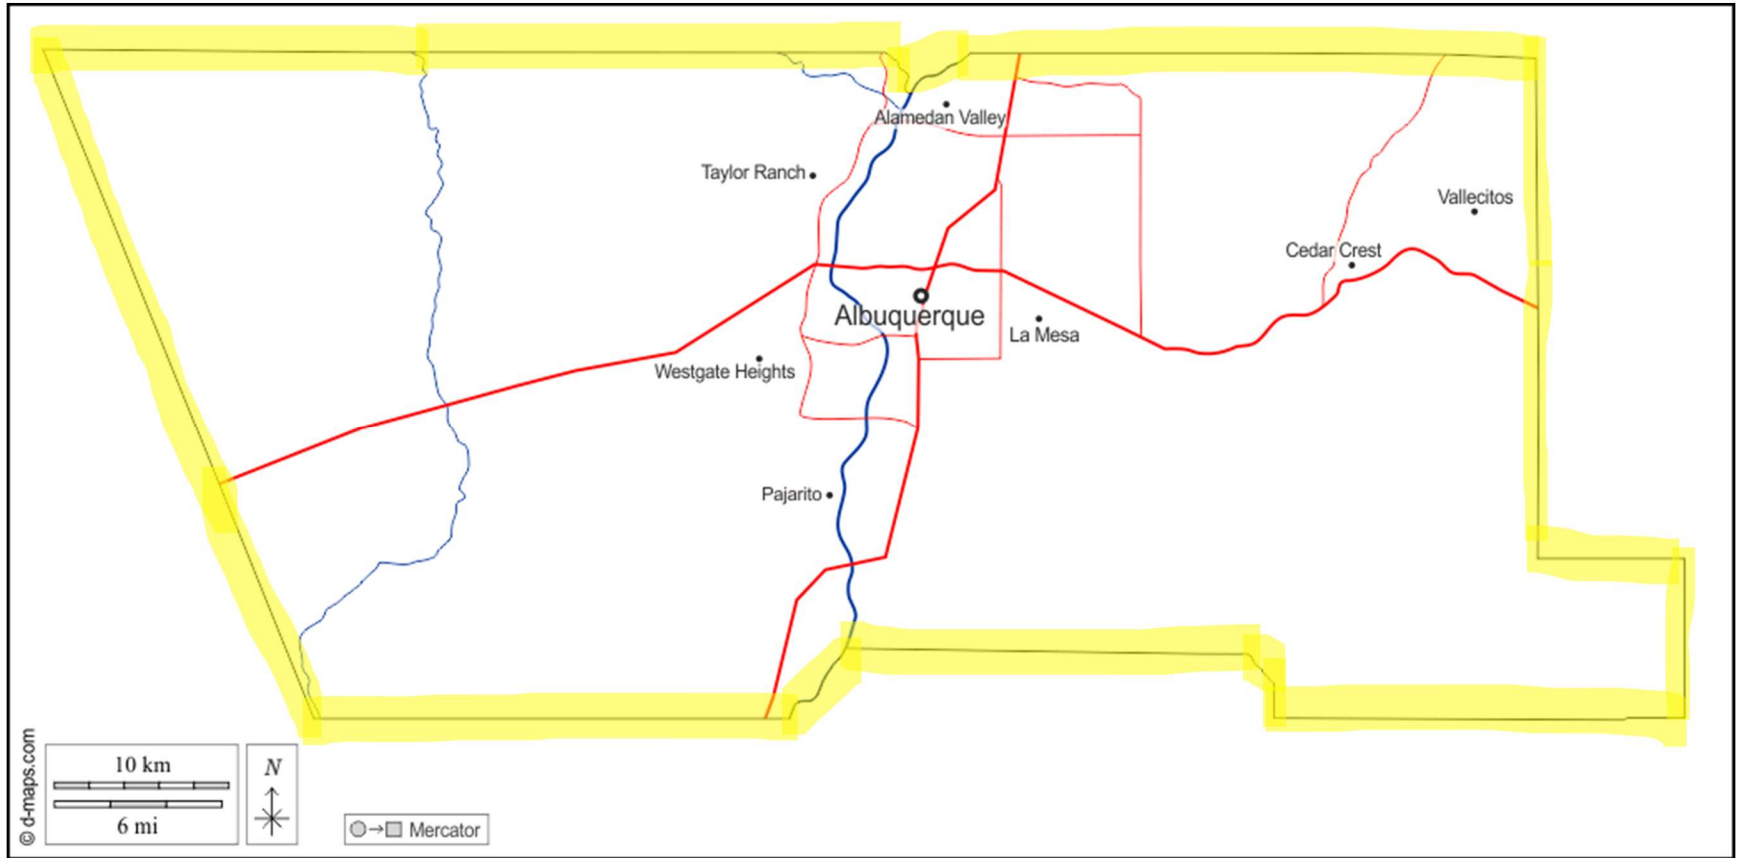 Alamedan Valley
Taylor Ranch
Vallecitos
Cedar Crest
Albuquerque
La Mesa
Westgate Heights
Pajarito
© d-maps.com
10 km
6 mi
N
Mercator